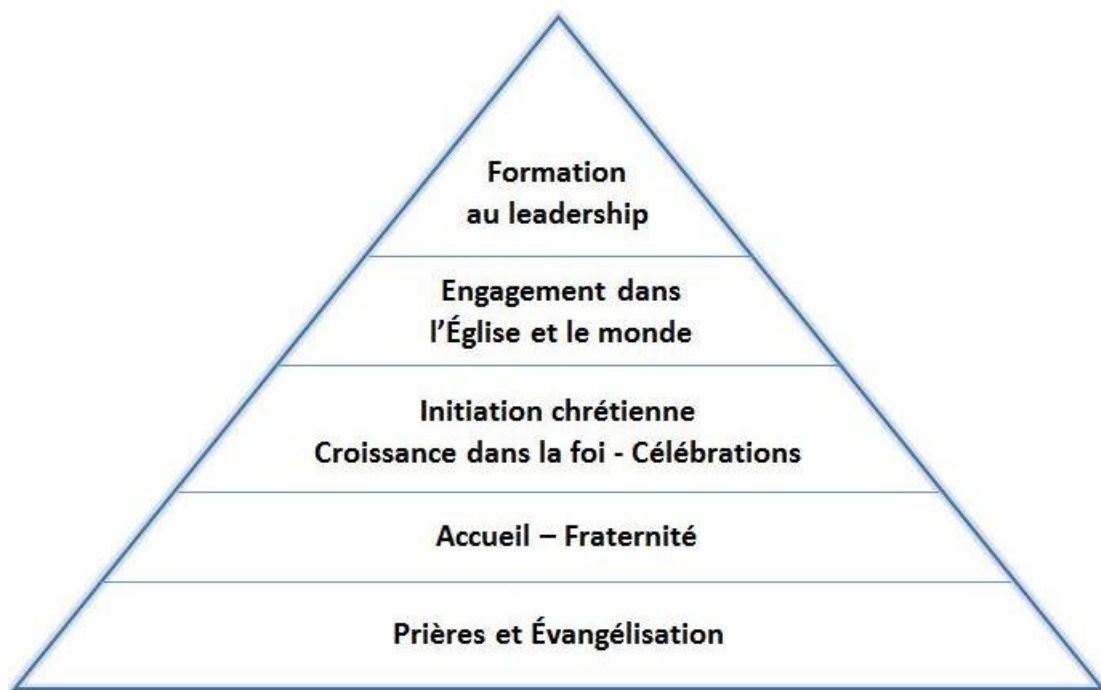 Formation
au leadership
Engagement dans
l’Église et le monde
Initiation chrétienne
Croissance dans la foi - Célébrations
Accueil – Fraternité
Prières et Évangélisation